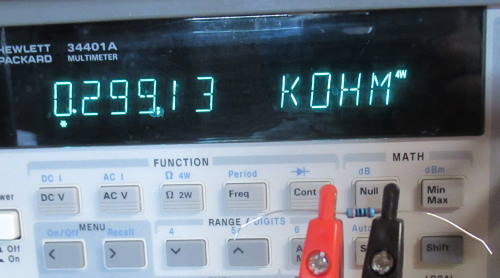 HEWLETT 34401A
PACKARD MULTIMETER
0.299,13 KOHM 4W
FUNCTION MATH
DC I AC I Ω 4W Period dB dBm
DC V AC V Ω 2W Freq Cont Null Min Max
On/Off MENU Recall RANGE / DIGITS
4 5 6 Auto
Shift
Off
On